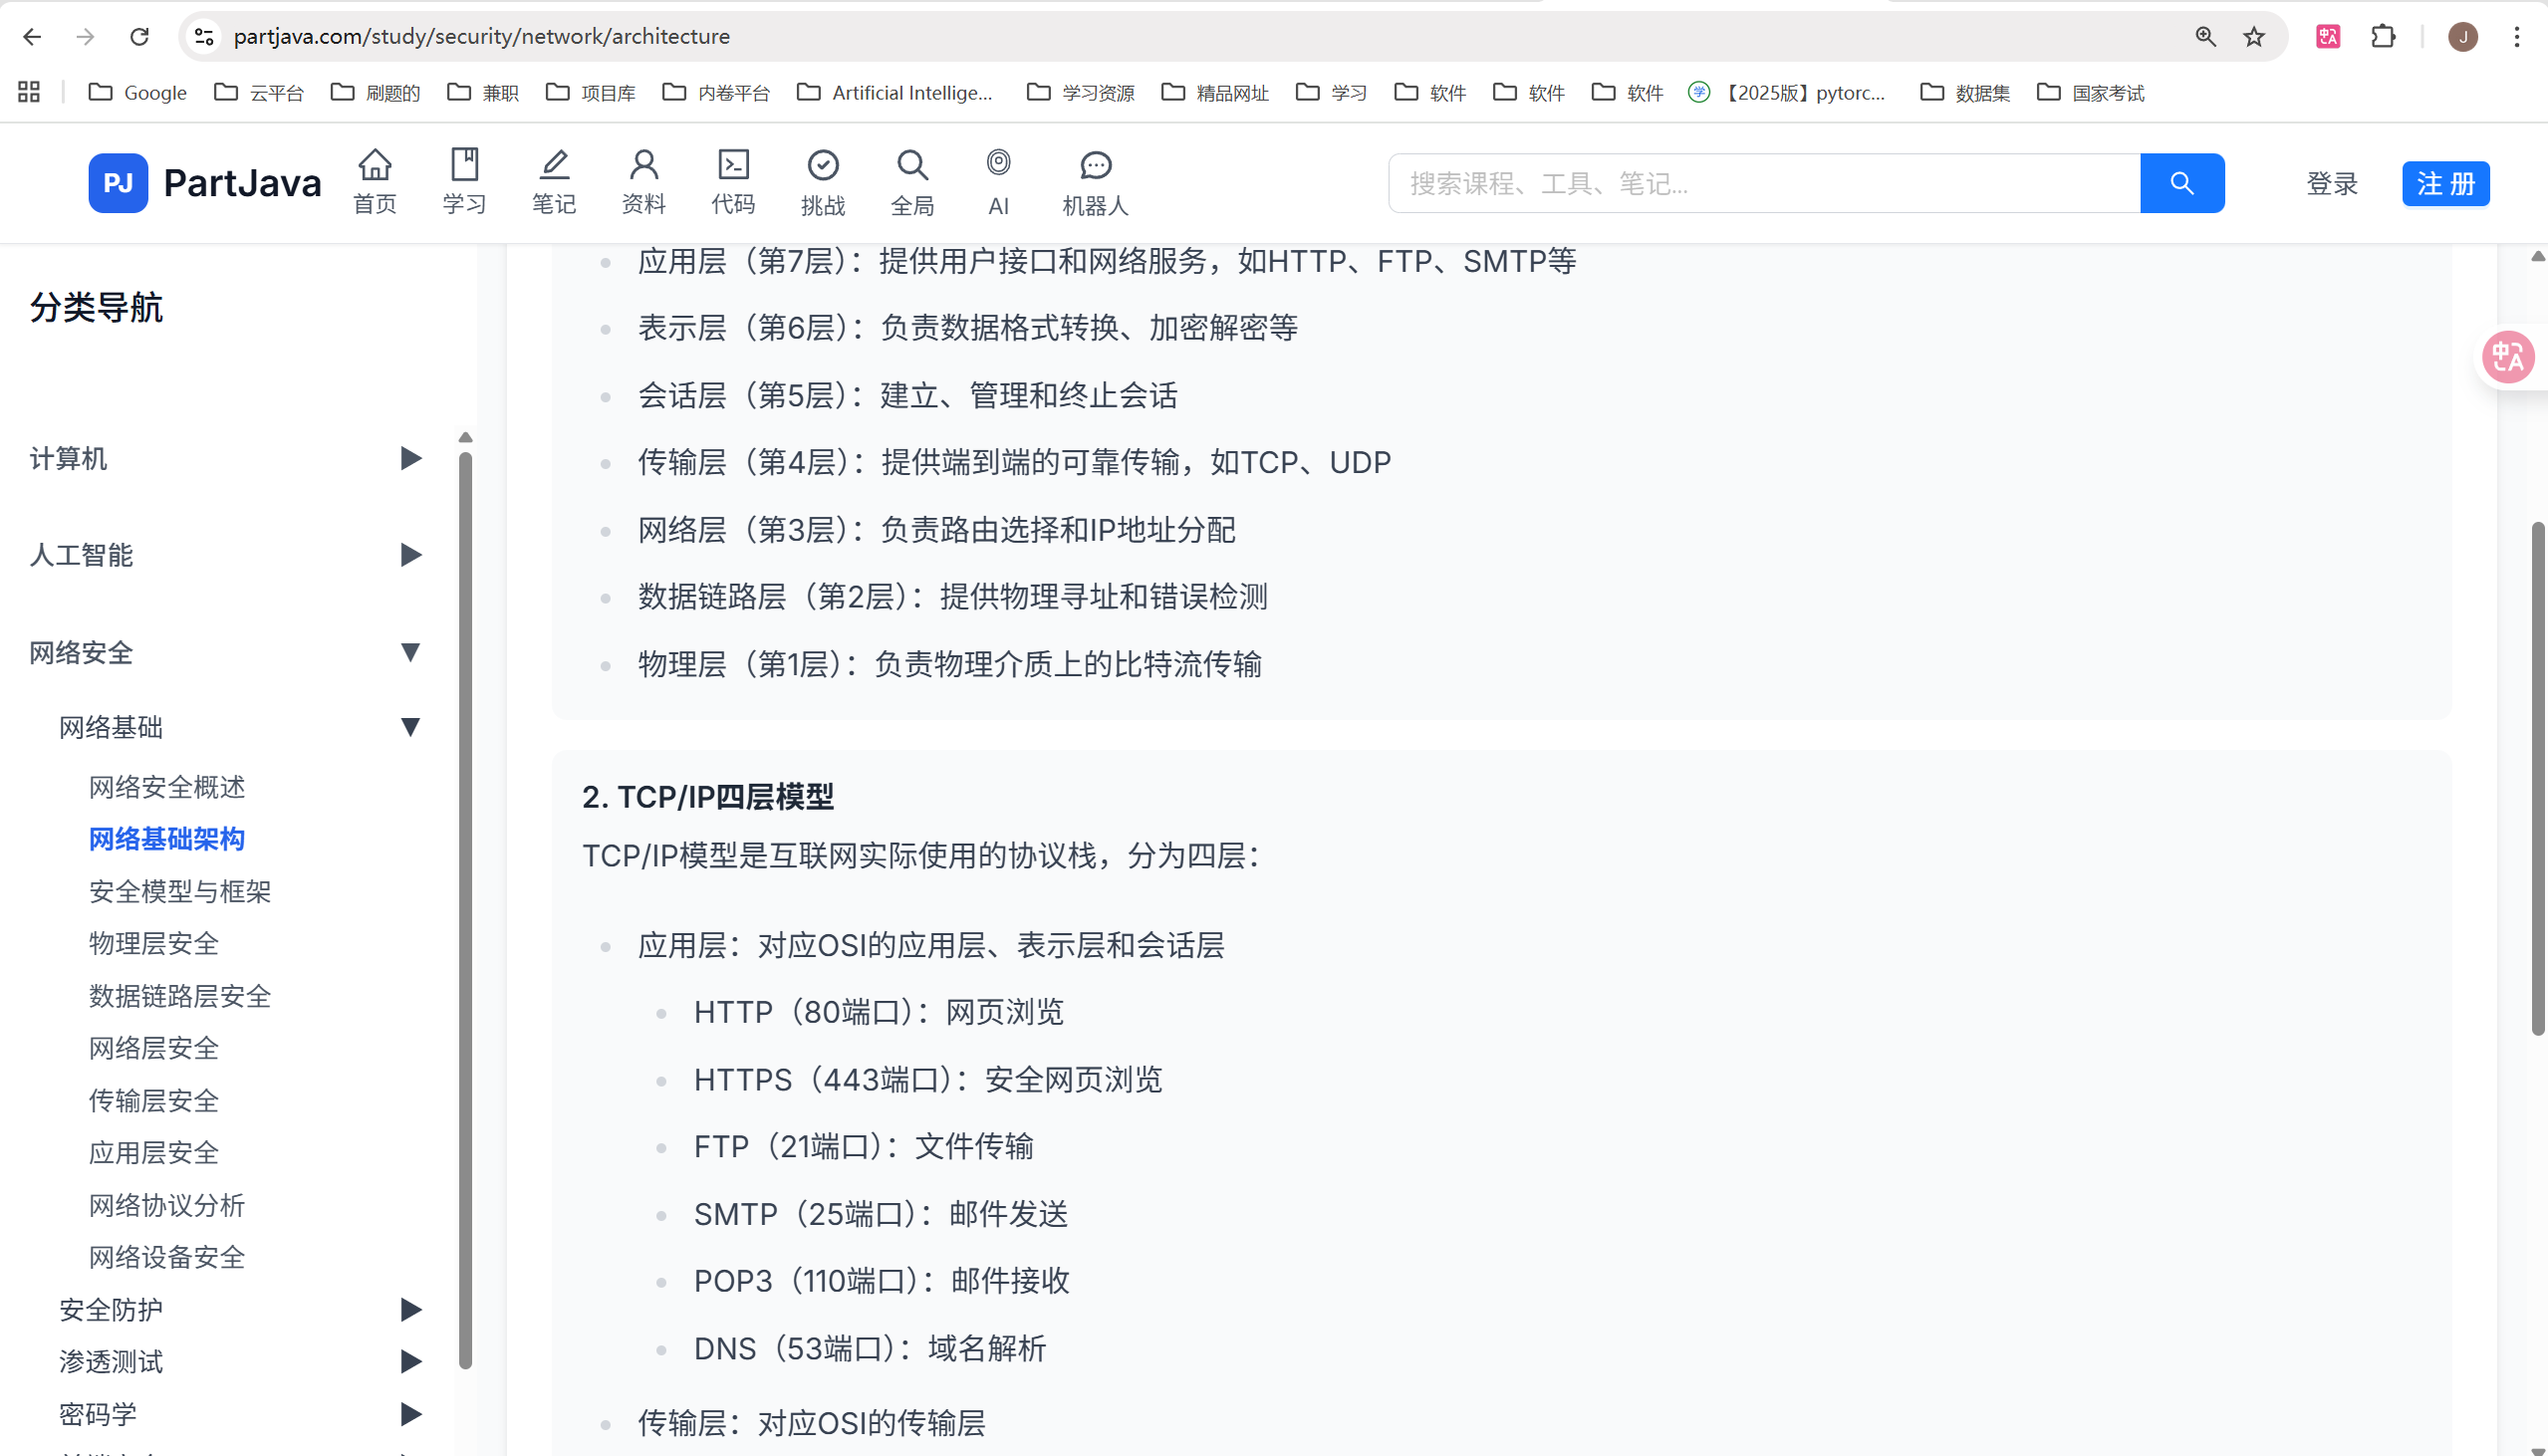 partjava.com/study/security/network/architecture
J
Google
云平台
刷题的
兼职
项目库
内卷平台
Artificial Intellige...
学习资源
精品网址
学习
软件
软件
软件
【2025版】pytorc...
数据集
国家考试
PJ
PartJava
首页
学习
笔记
资料
代码
挑战
全局
AI
机器人
搜索课程、工具、笔记...
登录
注 册
分类导航
计算机
人工智能
网络安全
网络基础
网络安全概述
网络基础架构
安全模型与框架
物理层安全
数据链路层安全
网络层安全
传输层安全
应用层安全
网络协议分析
网络设备安全
安全防护
渗透测试
密码学
应用层（第7层）：提供用户接口和网络服务，如HTTP、FTP、SMTP等
表示层（第6层）：负责数据格式转换、加密解密等
会话层（第5层）：建立、管理和终止会话
传输层（第4层）：提供端到端的可靠传输，如TCP、UDP
网络层（第3层）：负责路由选择和IP地址分配
数据链路层（第2层）：提供物理寻址和错误检测
物理层（第1层）：负责物理介质上的比特流传输
2. TCP/IP四层模型
TCP/IP模型是互联网实际使用的协议栈，分为四层：
应用层：对应OSI的应用层、表示层和会话层
HTTP（80端口）：网页浏览
HTTPS（443端口）：安全网页浏览
FTP（21端口）：文件传输
SMTP（25端口）：邮件发送
POP3（110端口）：邮件接收
DNS（53端口）：域名解析
传输层：对应OSI的传输层